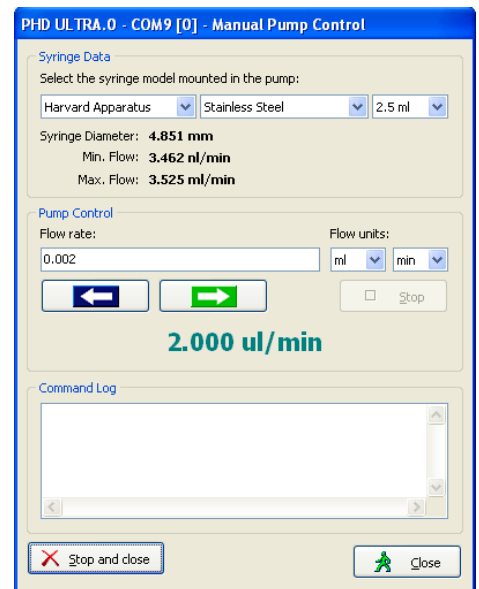 PHD ULTRA.0 - COM9 [0] - Manual Pump Control
Syringe Data
Select the syringe model mounted in the pump:
Harvard Apparatus Stainless Steel 2.5 ml
Syringe Diameter: 4.851 mm
Min. Flow: 3.462 nl/min
Max. Flow: 3.525 ml/min
Pump Control
Flow rate: Flow units:
0.002 ml min
Stop
2.000 ul/min
Command Log
Stop and close Close